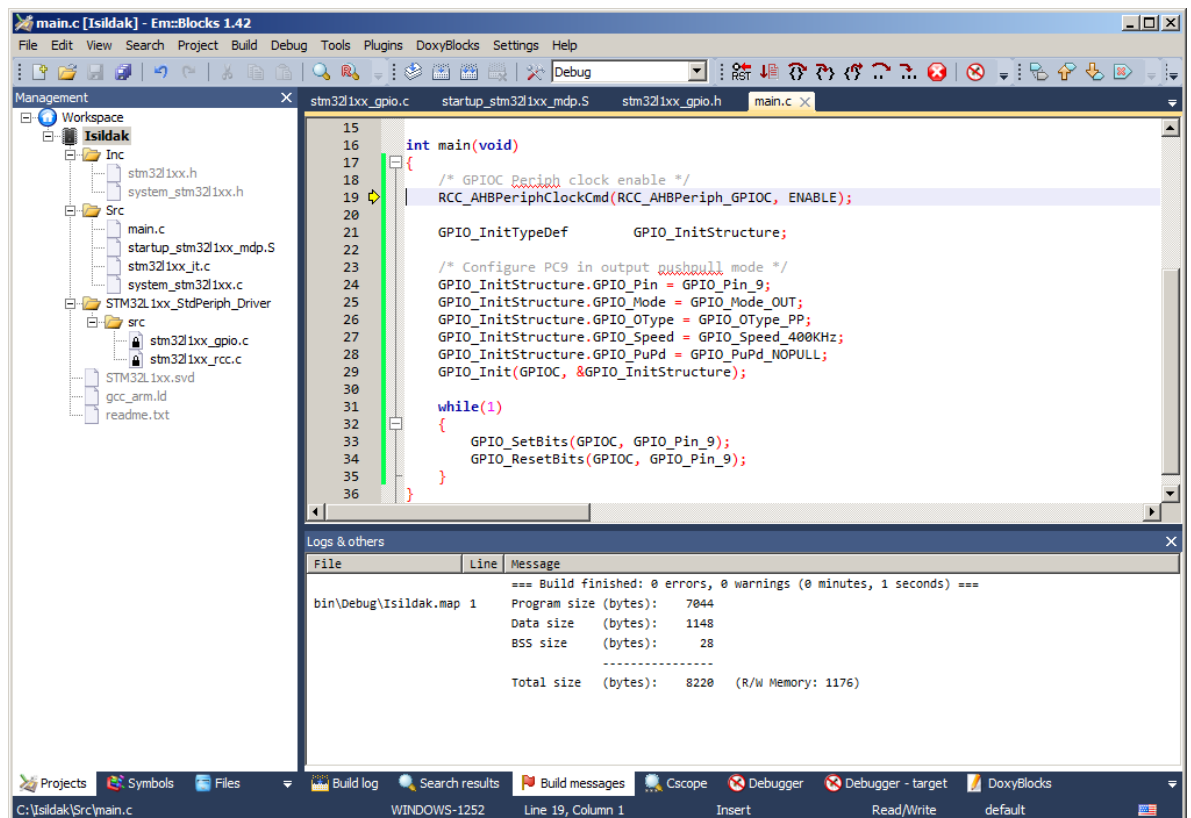 main.c [Isildak] - Em::Blocks 1.42
File Edit View Search Project Build Debug Tools Plugins DoxyBlocks Settings Help
Debug
RST
Management
Workspace
Isildak
Inc
stm32l1xx.h
system_stm32l1xx.h
Src
main.c
startup_stm32l1xx_mdp.S
stm32l1xx_it.c
system_stm32l1xx.c
STM32L1xx_StdPeriph_Driver
src
stm32l1xx_gpio.c
stm32l1xx_rcc.c
STM32L1xx.svd
gcc_arm.ld
readme.txt
stm32l1xx_gpio.c startup_stm32l1xx_mdp.S stm32l1xx_gpio.h main.c
15
16 int main(void)
17 {
18 /* GPIOC Periph clock enable */
19 RCC_AHBPeriphClockCmd(RCC_AHBPeriph_GPIOC, ENABLE);
20
21 GPIO_InitTypeDef GPIO_InitStructure;
22
23 /* Configure PC9 in output pushpull mode */
24 GPIO_InitStructure.GPIO_Pin = GPIO_Pin_9;
25 GPIO_InitStructure.GPIO_Mode = GPIO_Mode_OUT;
26 GPIO_InitStructure.GPIO_OType = GPIO_OType_PP;
27 GPIO_InitStructure.GPIO_Speed = GPIO_Speed_400KHz;
28 GPIO_InitStructure.GPIO_PuPd = GPIO_PuPd_NOPULL;
29 GPIO_Init(GPIOC, &GPIO_InitStructure);
30
31 while(1)
32 {
33 GPIO_SetBits(GPIOC, GPIO_Pin_9);
34 GPIO_ResetBits(GPIOC, GPIO_Pin_9);
35 }
36 }
Logs & others
File Line Message
=== Build finished: 0 errors, 0 warnings (0 minutes, 1 seconds) ===
bin\Debug\Isildak.map 1 Program size (bytes): 7044
Data size (bytes): 1148
BSS size (bytes): 28
----------------
Total size (bytes): 8220 (R/W Memory: 1176)
Projects Symbols Files Build log Search results Build messages Cscope Debugger Debugger - target DoxyBlocks
C:\Isildak\Src\main.c WINDOWS-1252 Line 19, Column 1 Insert Read/Write default